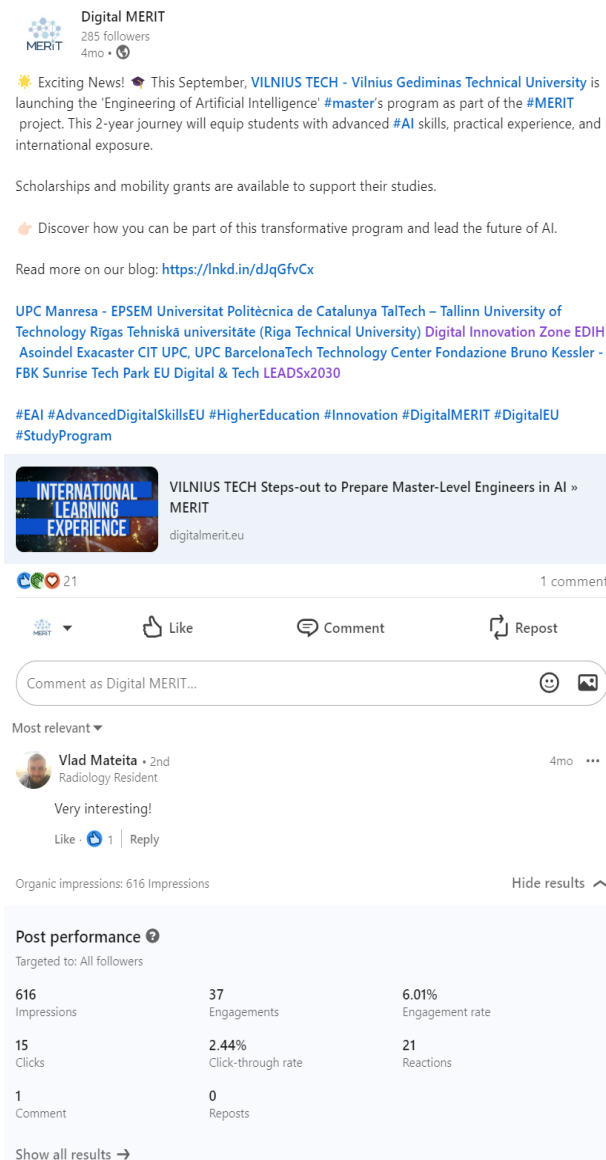 MERIT
Digital MERIT
285 followers
4mo •
🌟 Exciting News! 🎓 This September, VILNIUS TECH - Vilnius Gediminas Technical University is
launching the 'Engineering of Artificial Intelligence' #master's program as part of the #MERIT
project. This 2-year journey will equip students with advanced #AI skills, practical experience, and
international exposure.
Scholarships and mobility grants are available to support their studies.
👉🏻 Discover how you can be part of this transformative program and lead the future of AI.
Read more on our blog: https://lnkd.in/dJqGfvCx
UPC Manresa - EPSEM Universitat Politècnica de Catalunya TalTech – Tallinn University of
Technology Rīgas Tehniskā universitāte (Riga Technical University) Digital Innovation Zone EDIH
Asoindel Exacaster CIT UPC, UPC BarcelonaTech Technology Center Fondazione Bruno Kessler -
FBK Sunrise Tech Park EU Digital & Tech LEADSx2030
#EAI #AdvancedDigitalSkillsEU #HigherEducation #Innovation #DigitalMERIT #DigitalEU
#StudyProgram
INTERNATIONAL
LEARNING
EXPERIENCE
VILNIUS TECH Steps-out to Prepare Master-Level Engineers in AI »
MERIT
digitalmerit.eu
21
1 comment
MERIT
Like
Comment
Repost
Comment as Digital MERIT...
Most relevant
Vlad Mateita • 2nd
4mo
Radiology Resident
Very interesting!
Like · 1 | Reply
Organic impressions: 616 Impressions
Hide results
Post performance
Targeted to: All followers
616 37 6.01%
Impressions Engagements Engagement rate
15 2.44% 21
Clicks Click-through rate Reactions
1 0
Comment Reposts
Show all results →